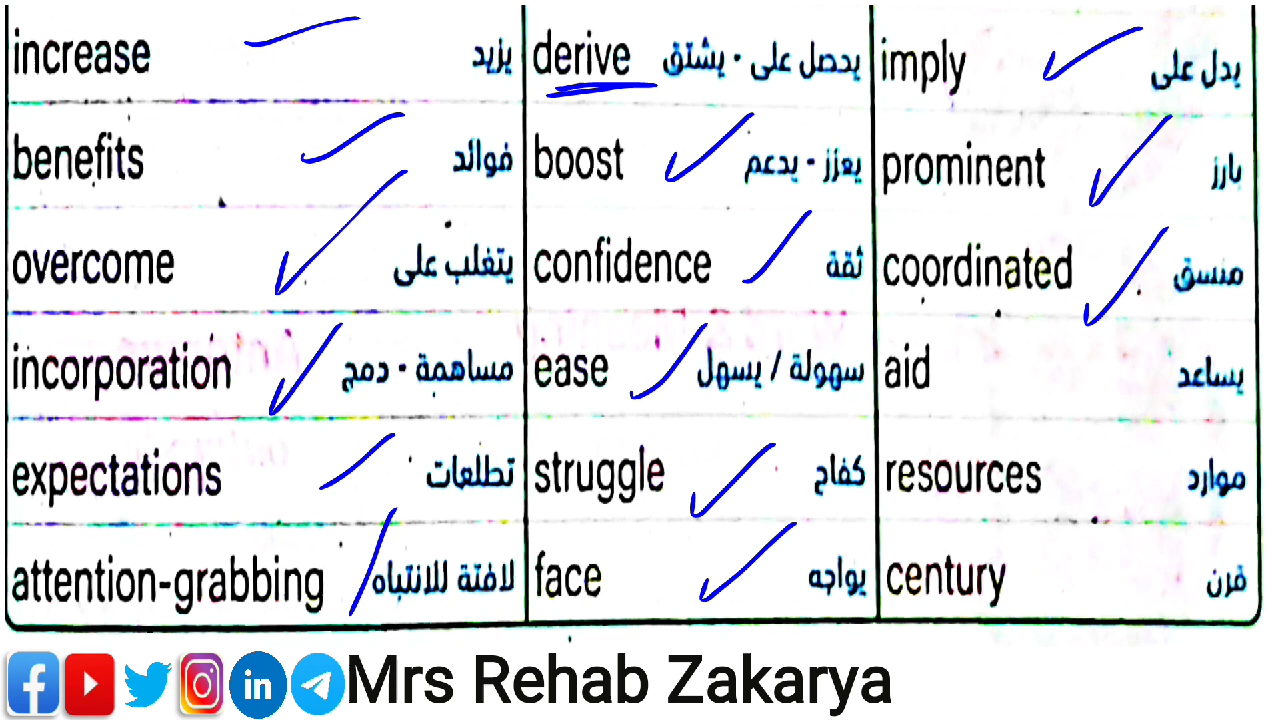 increase يزيد derive يحصل على - يشتق imply يدل على
benefits فوائد boost يعزز - يدعم prominent بارز
overcome يتغلب على confidence ثقة coordinated منسق
incorporation مساهمة - دمج ease سهولة / يسهل aid يساعد
expectations تطلعات struggle كفاح resources موارد
attention-grabbing لافتة للانتباه face يواجه century قرن
Mrs Rehab Zakarya